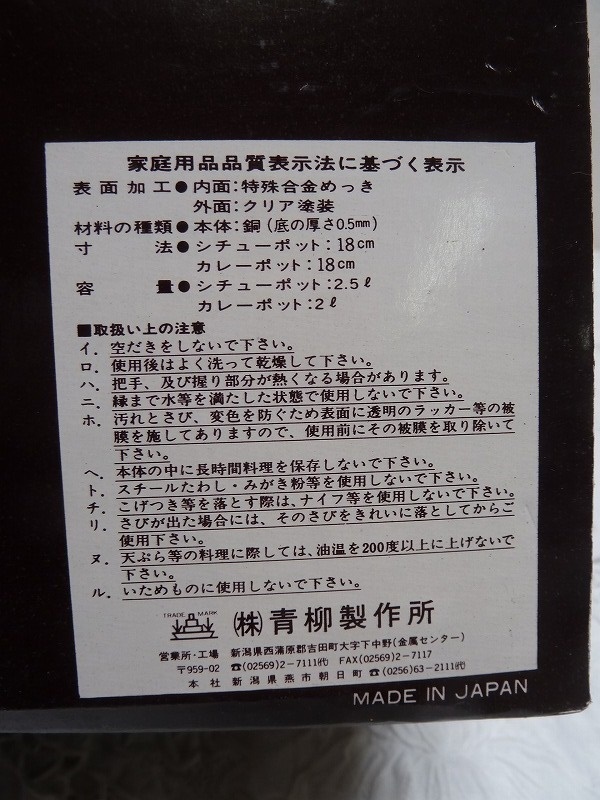 家庭用品品質表示法に基づく表示
表面加工●内面:特殊合金めっき
外面:クリア塗装
材料の種類●本体:銅(底の厚さ0.5mm)
寸法●シチューポット:18cm
カレーポット:18cm
容量●シチューポット:2.5ℓ
カレーポット:2ℓ
■取扱い上の注意
イ.空だきをしないで下さい。
ロ.使用後はよく洗って乾燥して下さい。
ハ.把手、及び握り部分が熱くなる場合があります。
ニ.縁まで水等を満たした状態で使用しないで下さい。
ホ.汚れとさび、変色を防ぐため表面に透明のラッカー等の被
膜を施してありますので、使用前にその被膜を取り除いて
下さい。
ヘ.本体の中に長時間料理を保存しないで下さい。
ト.スチールたわし・みがき粉等を使用しないで下さい。
チ.こげつき等を落とす際は、ナイフ等を使用しないで下さい。
リ.さびが出た場合には、そのさびをきれいに落としてからご
使用下さい。
ヌ.天ぷら等の料理に際しては、油温を200度以上に上げないで
下さい。
ル.いためものに使用しないで下さい。
TRADE MARK ㈱青柳製作所
営業所・工場 新潟県西蒲原郡吉田町大字下中野(金属センター)
〒959-02 ☎(02569)2-7111㈹ FAX(02569)2-7117
本社 新潟県燕市朝日町 ☎(0256)63-2111㈹
MADE IN JAPAN